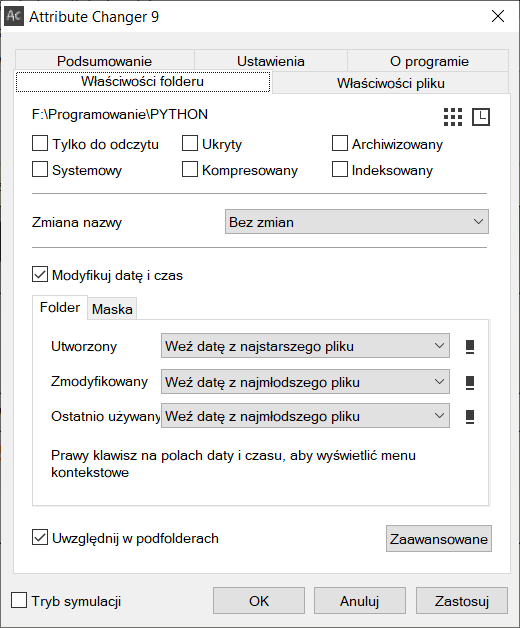 Attribute Changer 9
Podsumowanie Ustawienia O programie
Właściwości folderu Właściwości pliku
F:\Programowanie\PYTHON
Tylko do odczytu Ukryty Archiwizowany
Systemowy Kompresowany Indeksowany
Zmiana nazwy Bez zmian
Modyfikuj datę i czas
Folder Maska
Utworzony Weź datę z najstarszego pliku
Zmodyfikowany Weź datę z najmłodszego pliku
Ostatnio używany Weź datę z najmłodszego pliku
Prawy klawisz na polach daty i czasu, aby wyświetlić menu
kontekstowe
Uwzględnij w podfolderach Zaawansowane
Tryb symulacji OK Anuluj Zastosuj